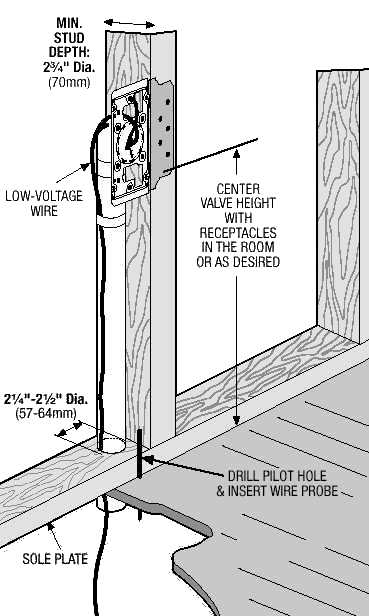 MIN.
STUD
DEPTH:
2¾" Dia.
(70mm)
LOW-VOLTAGE
WIRE
CENTER
VALVE HEIGHT
WITH
RECEPTACLES
IN THE ROOM
OR AS DESIRED
2¼"-2½" Dia.
(57-64mm)
DRILL PILOT HOLE
& INSERT WIRE PROBE
SOLE PLATE